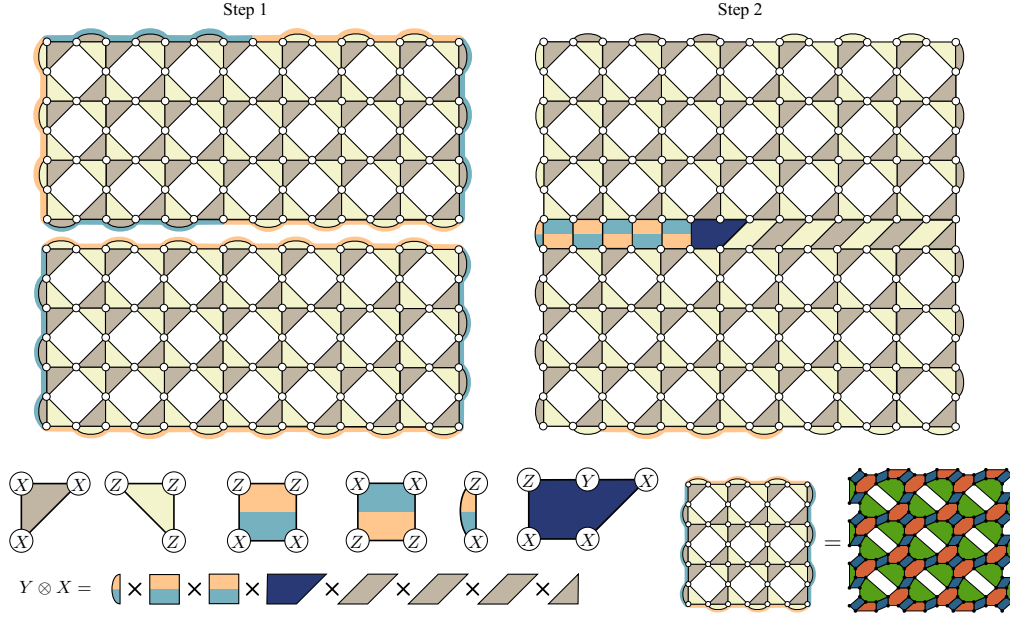 Step 1
Step 2
X X Z Z Z Z X X Z Z Y X
X Z X X Z Z X X X
Y ⊗ X = × × × × × × ×
=